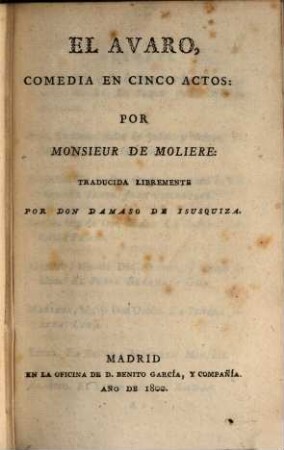 EL AVARO,
COMEDIA EN CINCO ACTOS:
POR
MONSIEUR DE MOLIERE:
TRADUCIDA LIBREMENTE
POR DON DAMASO DE ISUSQUIZA.
MADRID
EN LA OFICINA DE D. BENITO GARCÍA, Y COMPAÑÍA.
AÑO DE 1800.